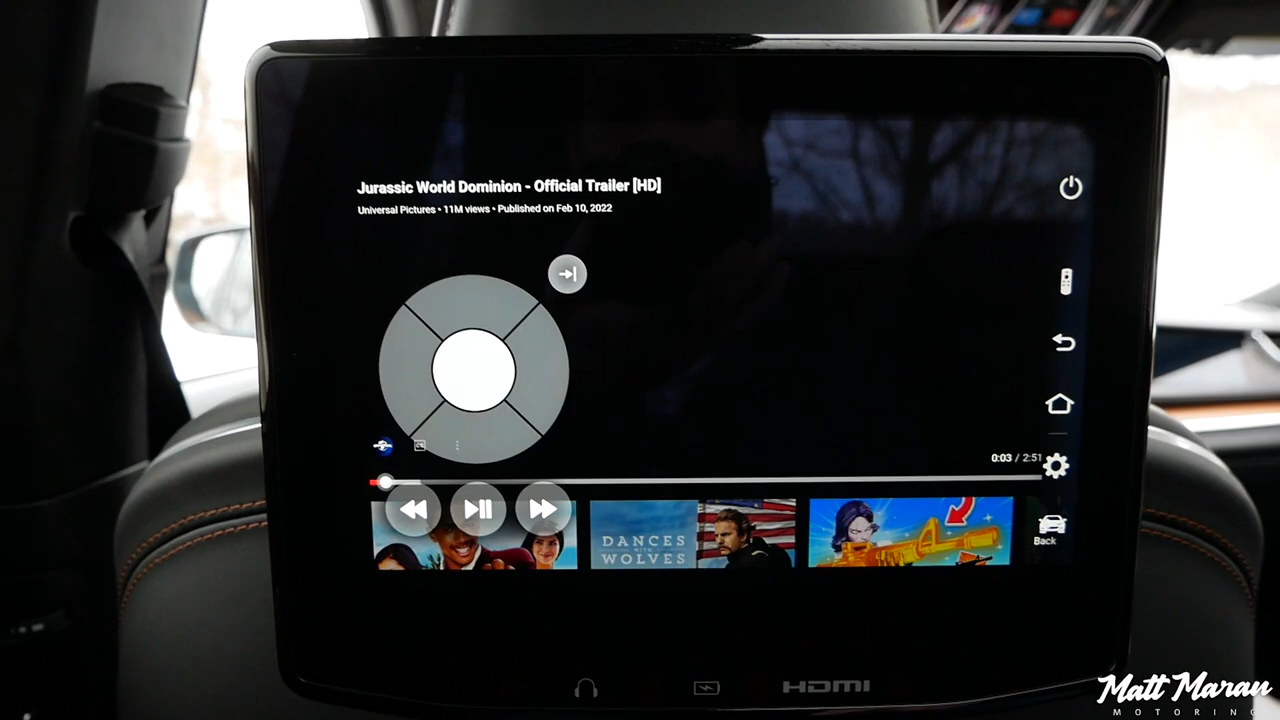 Jurassic World Dominion - Official Trailer [HD]
Universal Pictures • 11M views • Published on Feb 10, 2022
0:03 / 2:51
DANCES
WITH
WOLVES
Back
HDMI
Matt Maran
MOTORING